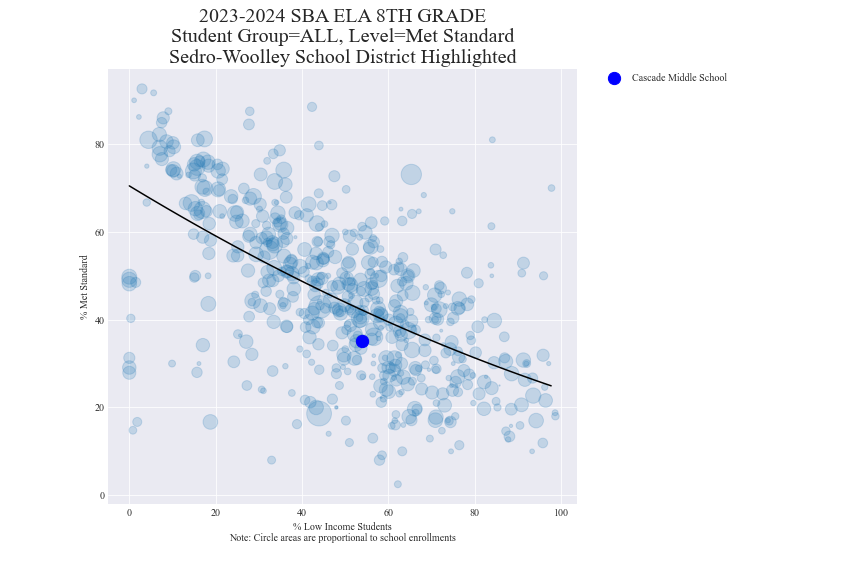 2023-2024 SBA ELA 8TH GRADE
Student Group=ALL, Level=Met Standard
Sedro-Woolley School District Highlighted
Cascade Middle School
% Met Standard
80
60
40
20
0
0 20 40 60 80 100
% Low Income Students
Note: Circle areas are proportional to school enrollments